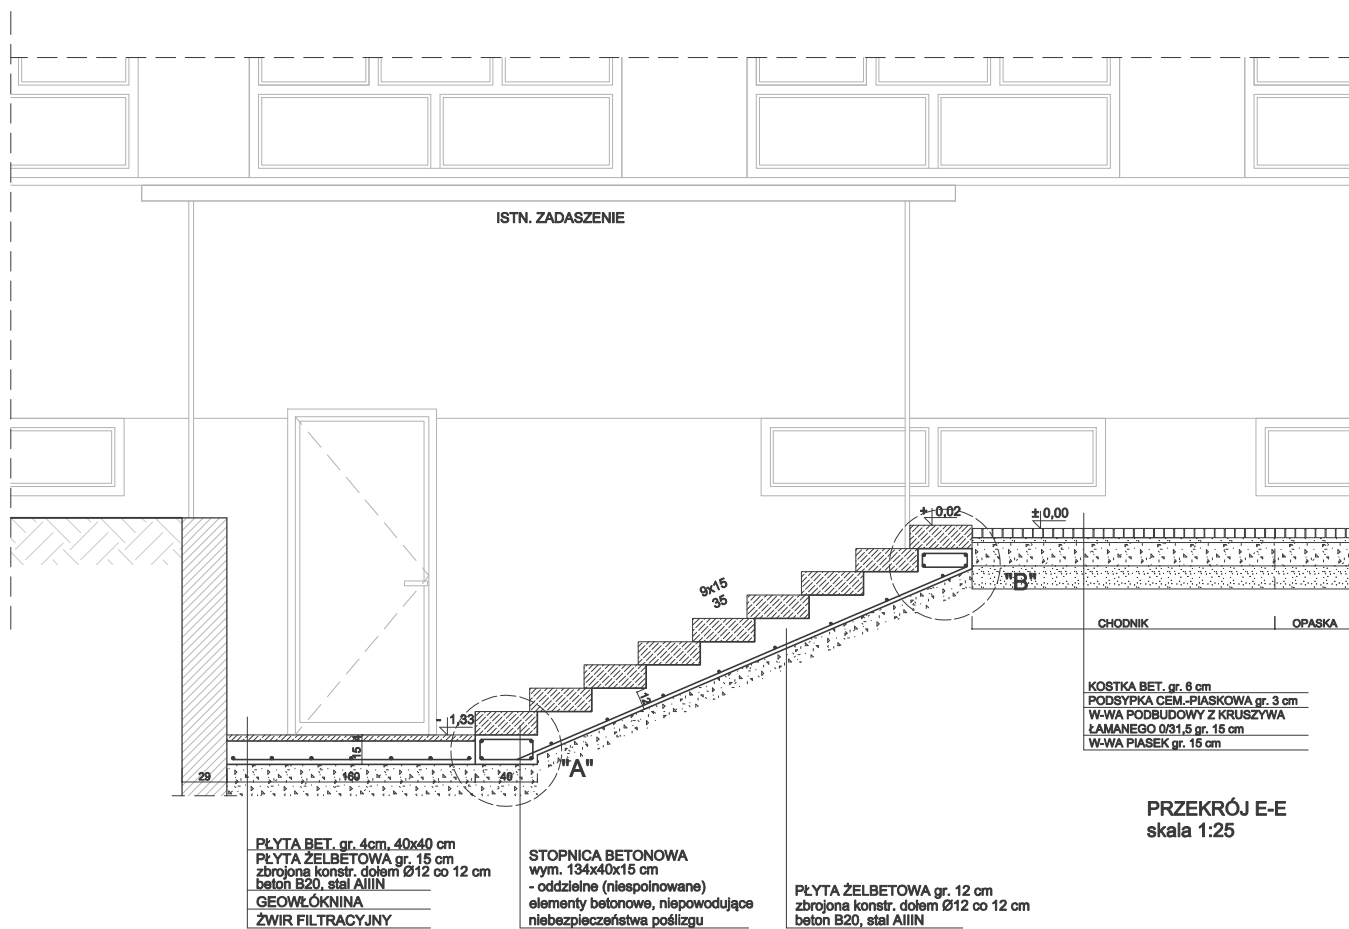 ISTN. ZADASZENIE
+ 0,02
± 0,00
9x15
35
"B"
CHODNIK
OPASKA
12
- 1,33
4
15
"A"
29
160
40
KOSTKA BET. gr. 6 cm
PODSYPKA CEM.-PIASKOWA gr. 3 cm
W-WA PODBUDOWY Z KRUSZYWA
ŁAMANEGO 0/31,5 gr. 15 cm
W-WA PIASEK gr. 15 cm
PRZEKRÓJ E-E
skala 1:25
PŁYTA BET. gr. 4cm, 40x40 cm
PŁYTA ŻELBETOWA gr. 15 cm
zbrojona konstr. dołem Ø12 co 12 cm
beton B20, stal AIIIN
GEOWŁÓKNINA
ŻWIR FILTRACYJNY
STOPNICA BETONOWA
wym. 134x40x15 cm
- oddzielne (niespoinowane)
elementy betonowe, niepowodujące
niebezpieczeństwa poślizgu
PŁYTA ŻELBETOWA gr. 12 cm
zbrojona konstr. dołem Ø12 co 12 cm
beton B20, stal AIIIN